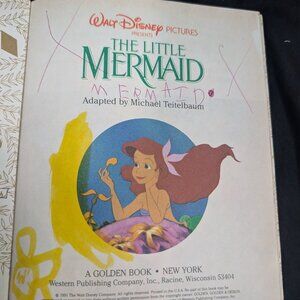 WALT DISNEY PICTURES
PRESENTS
THE LITTLE
MERMAID
MERMAID
Adapted by Michael Teitelbaum
A GOLDEN BOOK • NEW YORK
Western Publishing Company, Inc., Racine, Wisconsin 53404